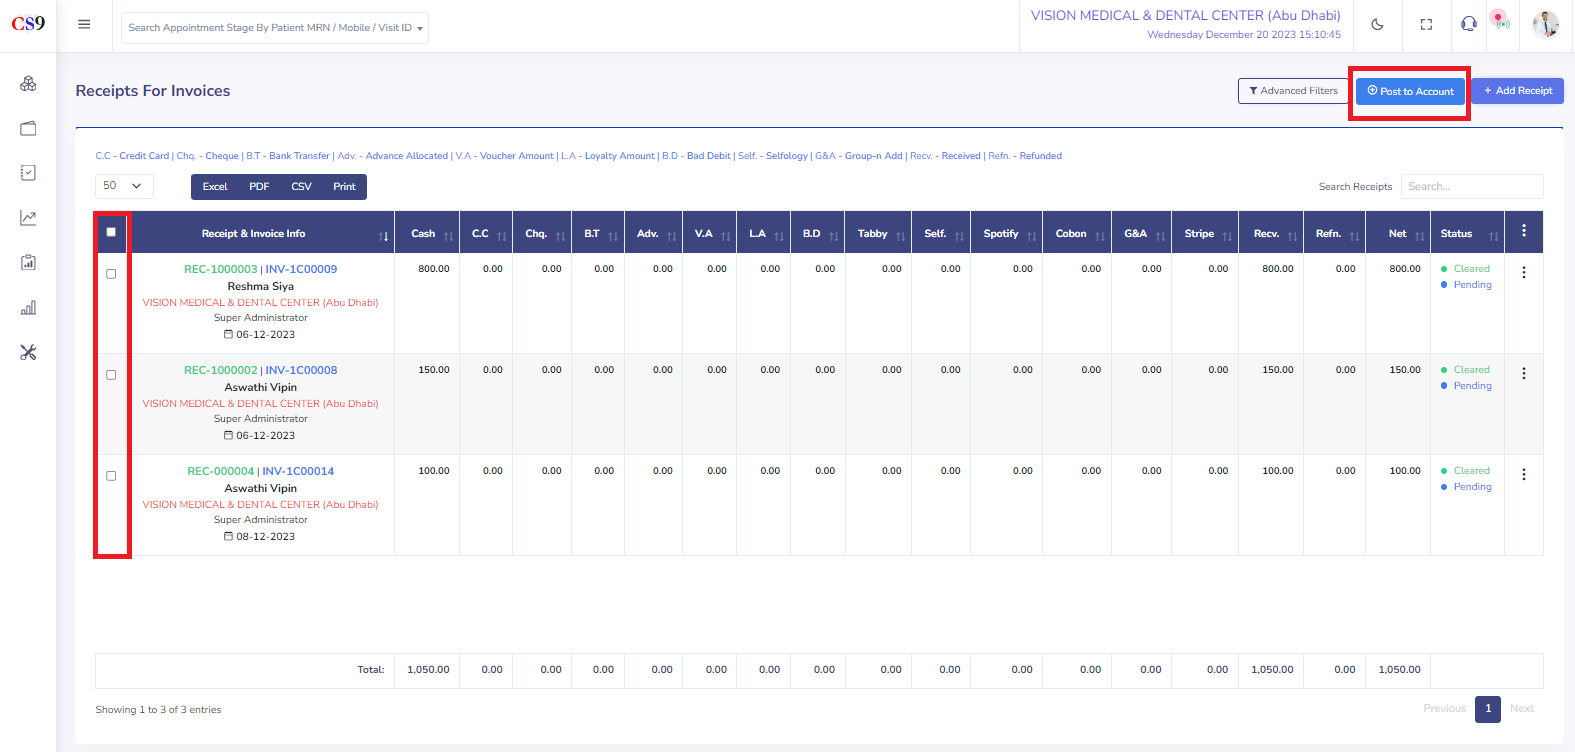 CS9
Search Appointment Stage By Patient MRN / Mobile / Visit ID
VISION MEDICAL & DENTAL CENTER (Abu Dhabi)
Wednesday December 20 2023 15:10:45
Receipts For Invoices
Advanced Filters
Post to Account
+ Add Receipt
C.C - Credit Card | Chq. - Cheque | B.T - Bank Transfer | Adv. - Advance Allocated | V.A - Voucher Amount | L.A - Loyalty Amount | B.D - Bad Debit | Self. - Selfology | G&A - Group-n Add | Recv. - Received | Refn. - Refunded
50
Excel PDF CSV Print
Search Receipts Search...
Receipt & Invoice Info Cash C.C Chq. B.T Adv. V.A L.A B.D Tabby Self. Spotify Cobon G&A Stripe Recv. Refn. Net Status
REC-1000003 | INV-1C00009 800.00 0.00 0.00 0.00 0.00 0.00 0.00 0.00 0.00 0.00 0.00 0.00 0.00 0.00 800.00 0.00 800.00 Cleared
Reshma Siya Pending
VISION MEDICAL & DENTAL CENTER (Abu Dhabi)
Super Administrator
06-12-2023
REC-1000002 | INV-1C00008 150.00 0.00 0.00 0.00 0.00 0.00 0.00 0.00 0.00 0.00 0.00 0.00 0.00 0.00 150.00 0.00 150.00 Cleared
Aswathi Vipin Pending
VISION MEDICAL & DENTAL CENTER (Abu Dhabi)
Super Administrator
06-12-2023
REC-000004 | INV-1C00014 100.00 0.00 0.00 0.00 0.00 0.00 0.00 0.00 0.00 0.00 0.00 0.00 0.00 0.00 100.00 0.00 100.00 Cleared
Aswathi Vipin Pending
VISION MEDICAL & DENTAL CENTER (Abu Dhabi)
Super Administrator
08-12-2023
Total: 1,050.00 0.00 0.00 0.00 0.00 0.00 0.00 0.00 0.00 0.00 0.00 0.00 0.00 0.00 1,050.00 0.00 1,050.00
Showing 1 to 3 of 3 entries
Previous 1 Next